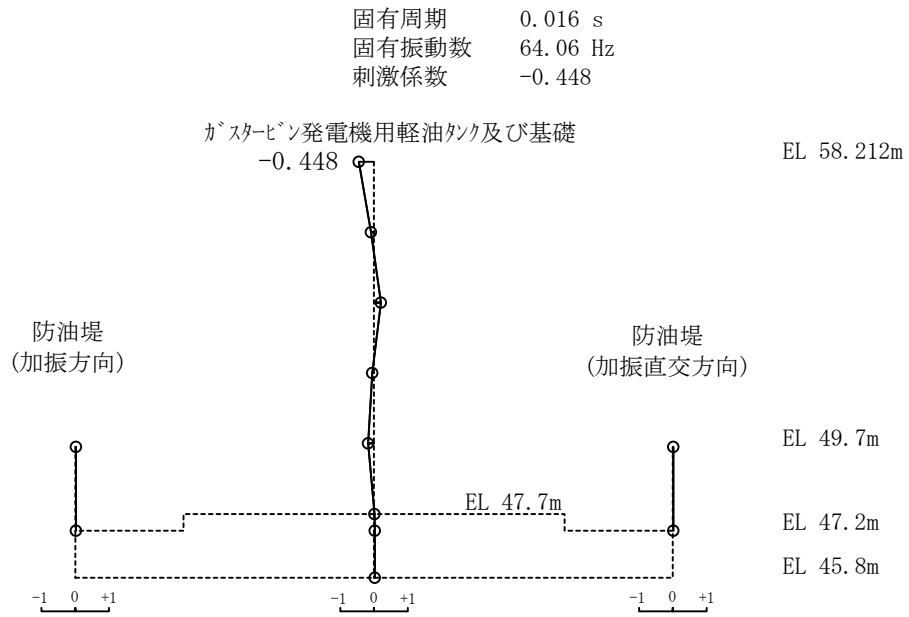 固有周期 0.016 s
固有振動数 64.06 Hz
刺激係数 -0.448
ｶﾞｽﾀｰﾋﾞﾝ発電機用軽油ﾀﾝｸ及び基礎
-0.448
EL 58.212m
防油堤
(加振方向)
防油堤
(加振直交方向)
EL 49.7m
EL 47.7m
EL 47.2m
EL 45.8m
-1 0 +1
-1 0 +1
-1 0 +1